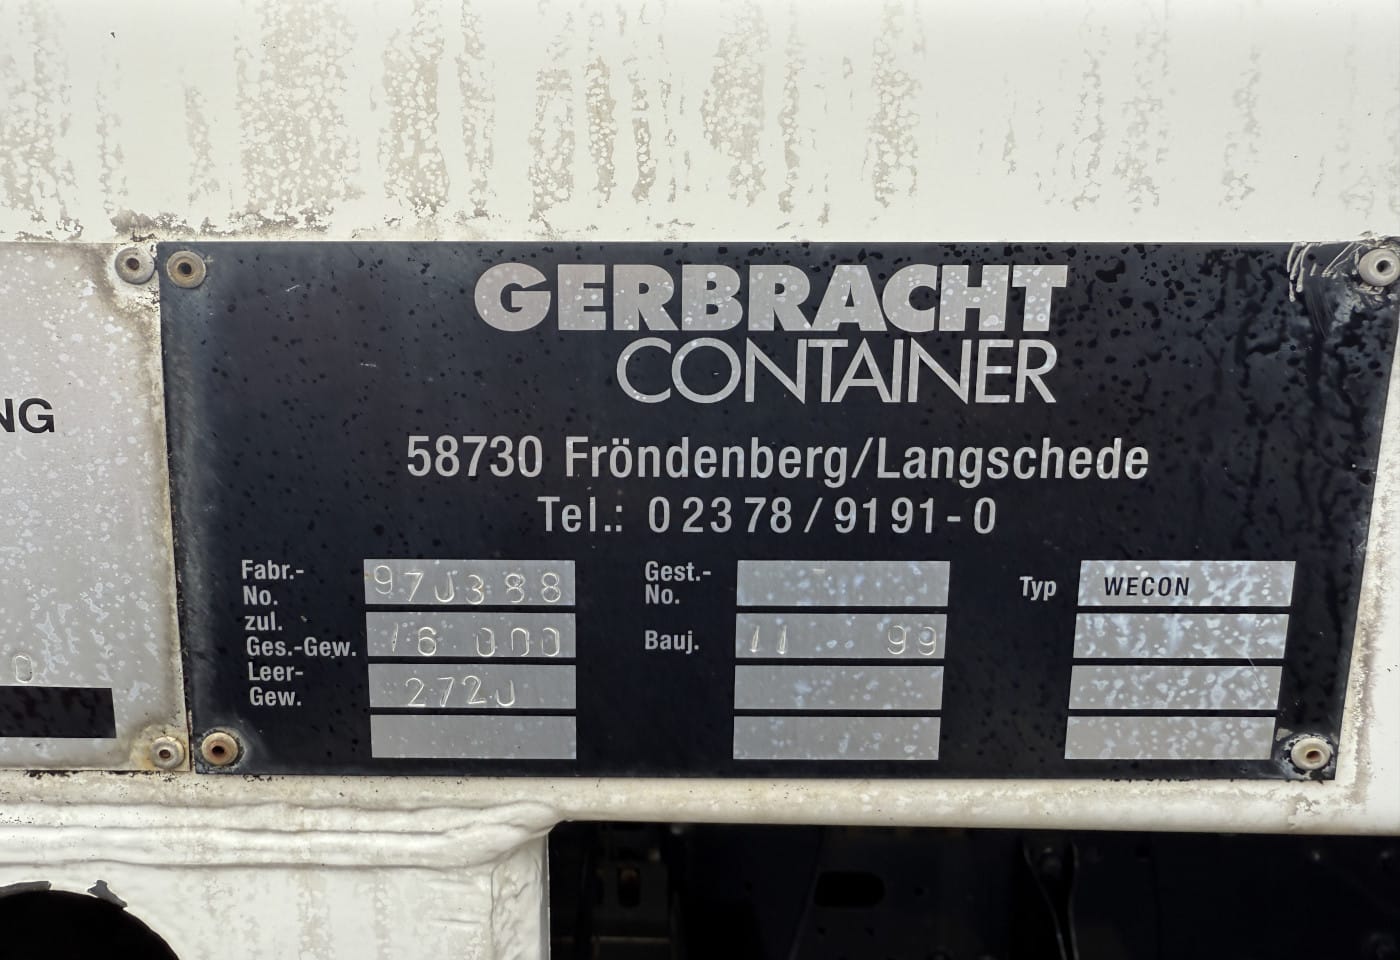 GERBRACHT
CONTAINER
58730 Fröndenberg/Langschede
Tel.: 02378/9191-0
Fabr.-No. 97J388
Gest.-No.
Typ WECON
zul. Ges.-Gew. 16 000
Bauj. 11 99
Leer-Gew. 272J
NG
0